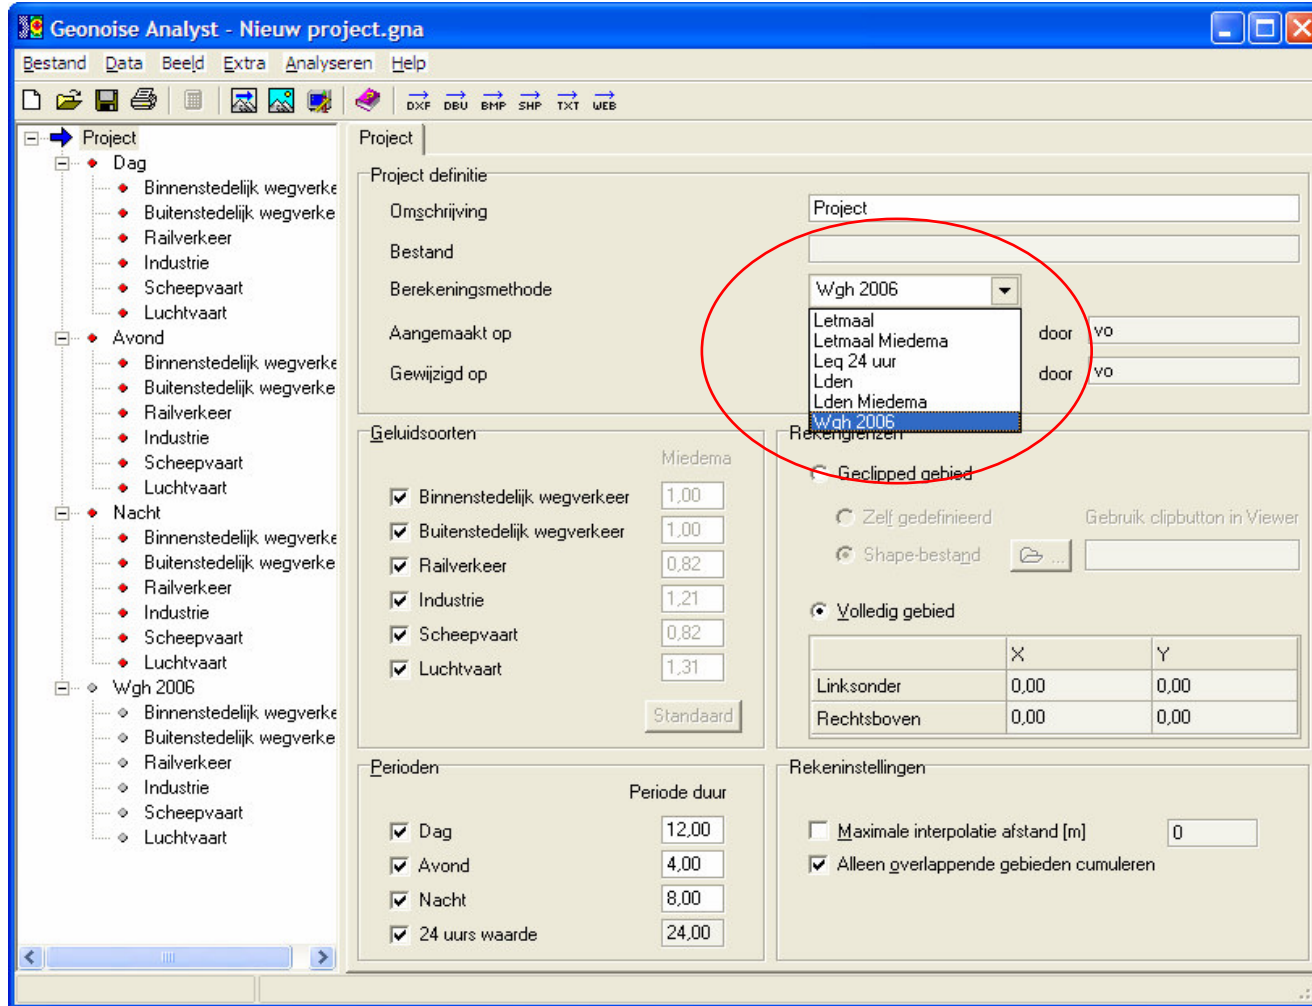 Geonoise Analyst - Nieuw project.gna
Bestand Data Beeld Extra Analyseren Help
DXF DBU BMP SHP TXT WEB
Project
Dag
Binnenstedelijk wegverke
Buitenstedelijk wegverke
Railverkeer
Industrie
Scheepvaart
Luchtvaart
Avond
Binnenstedelijk wegverke
Buitenstedelijk wegverke
Railverkeer
Industrie
Scheepvaart
Luchtvaart
Nacht
Binnenstedelijk wegverke
Buitenstedelijk wegverke
Railverkeer
Industrie
Scheepvaart
Luchtvaart
Wgh 2006
Binnenstedelijk wegverke
Buitenstedelijk wegverke
Railverkeer
Industrie
Scheepvaart
Luchtvaart
Project
Project definitie
Omschrijving Project
Bestand
Berekeningsmethode Wgh 2006
Letmaal
Letmaal Miedema
Leq 24 uur
Lden
Lden Miedema
Wgh 2006
Aangemaakt op door vo
Gewijzigd op door vo
Geluidsoorten
Miedema
Binnenstedelijk wegverkeer 1,00
Buitenstedelijk wegverkeer 1,00
Railverkeer 0,82
Industrie 1,21
Scheepvaart 0,82
Luchtvaart 1,31
Standaard
Rekengrenzen
Geclipped gebied
Zelf gedefinieerd Gebruik clipbutton in Viewer
Shape-bestand ...
Volledig gebied
X Y
Linksonder 0,00 0,00
Rechtsboven 0,00 0,00
Perioden
Periode duur
Dag 12,00
Avond 4,00
Nacht 8,00
24 uurs waarde 24,00
Rekeninstellingen
Maximale interpolatie afstand [m] 0
Alleen overlappende gebieden cumuleren